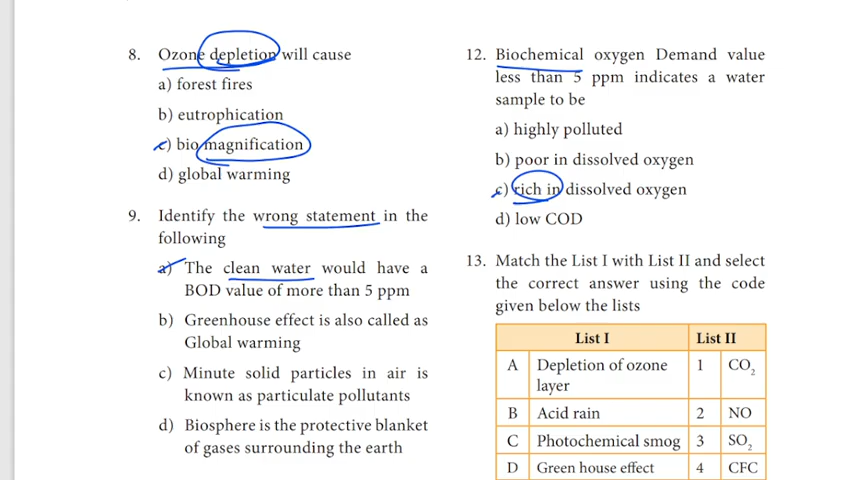 8. Ozone depletion will cause
a) forest fires
b) eutrophication
c) bio magnification
d) global warming
9. Identify the wrong statement in the
following
a) The clean water would have a
BOD value of more than 5 ppm
b) Greenhouse effect is also called as
Global warming
c) Minute solid particles in air is
known as particulate pollutants
d) Biosphere is the protective blanket
of gases surrounding the earth
12. Biochemical oxygen Demand value
less than 5 ppm indicates a water
sample to be
a) highly polluted
b) poor in dissolved oxygen
c) rich in dissolved oxygen
d) low COD
13. Match the List I with List II and select
the correct answer using the code
given below the lists
List I List II
A Depletion of ozone layer 1 CO₂
B Acid rain 2 NO
C Photochemical smog 3 SO₂
D Green house effect 4 CFC